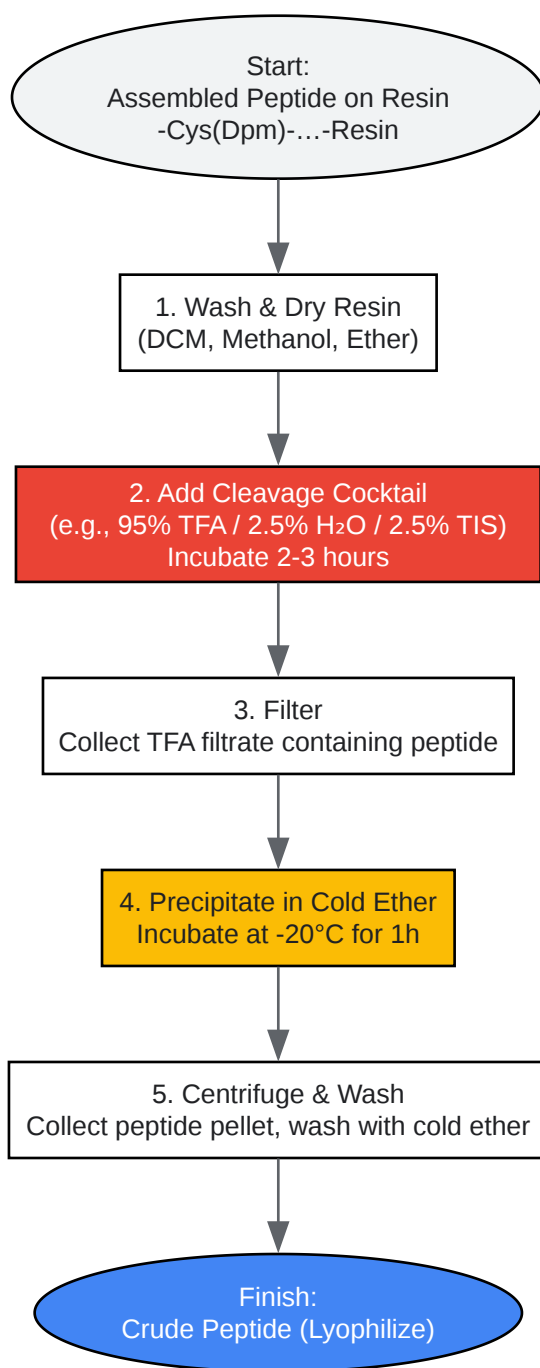 Start:
Assembled Peptide on Resin
-Cys(Dpm)-…-Resin
1. Wash & Dry Resin
(DCM, Methanol, Ether)
2. Add Cleavage Cocktail
(e.g., 95% TFA / 2.5% H₂O / 2.5% TIS)
Incubate 2-3 hours
3. Filter
Collect TFA filtrate containing peptide
4. Precipitate in Cold Ether
Incubate at -20°C for 1h
5. Centrifuge & Wash
Collect peptide pellet, wash with cold ether
Finish:
Crude Peptide (Lyophilize)